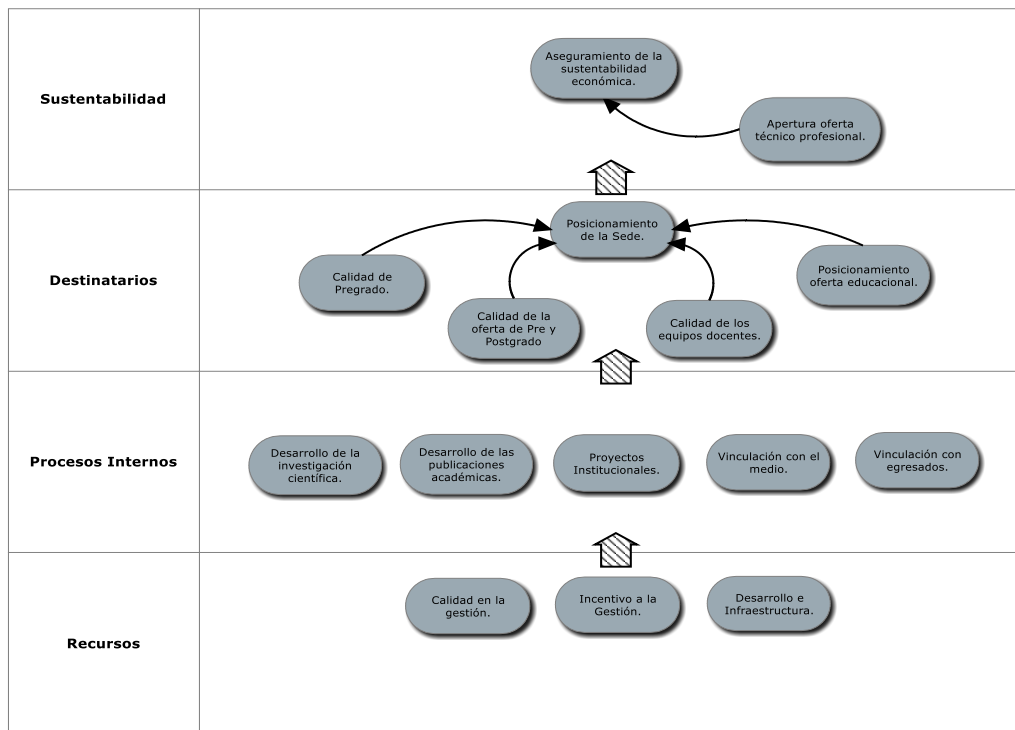 Sustentabilidad
Aseguramiento de la
sustentabilidad
económica.
Apertura oferta
técnico profesional.
Destinatarios
Posicionamiento
de la Sede.
Calidad de
Pregrado.
Calidad de la
oferta de Pre y
Postgrado
Calidad de los
equipos docentes.
Posicionamiento
oferta educacional.
Procesos Internos
Desarrollo de la
investigación
científica.
Desarrollo de las
publicaciones
académicas.
Proyectos
Institucionales.
Vinculación con el
medio.
Vinculación con
egresados.
Recursos
Calidad en la
gestión.
Incentivo a la
Gestión.
Desarrollo e
Infraestructura.